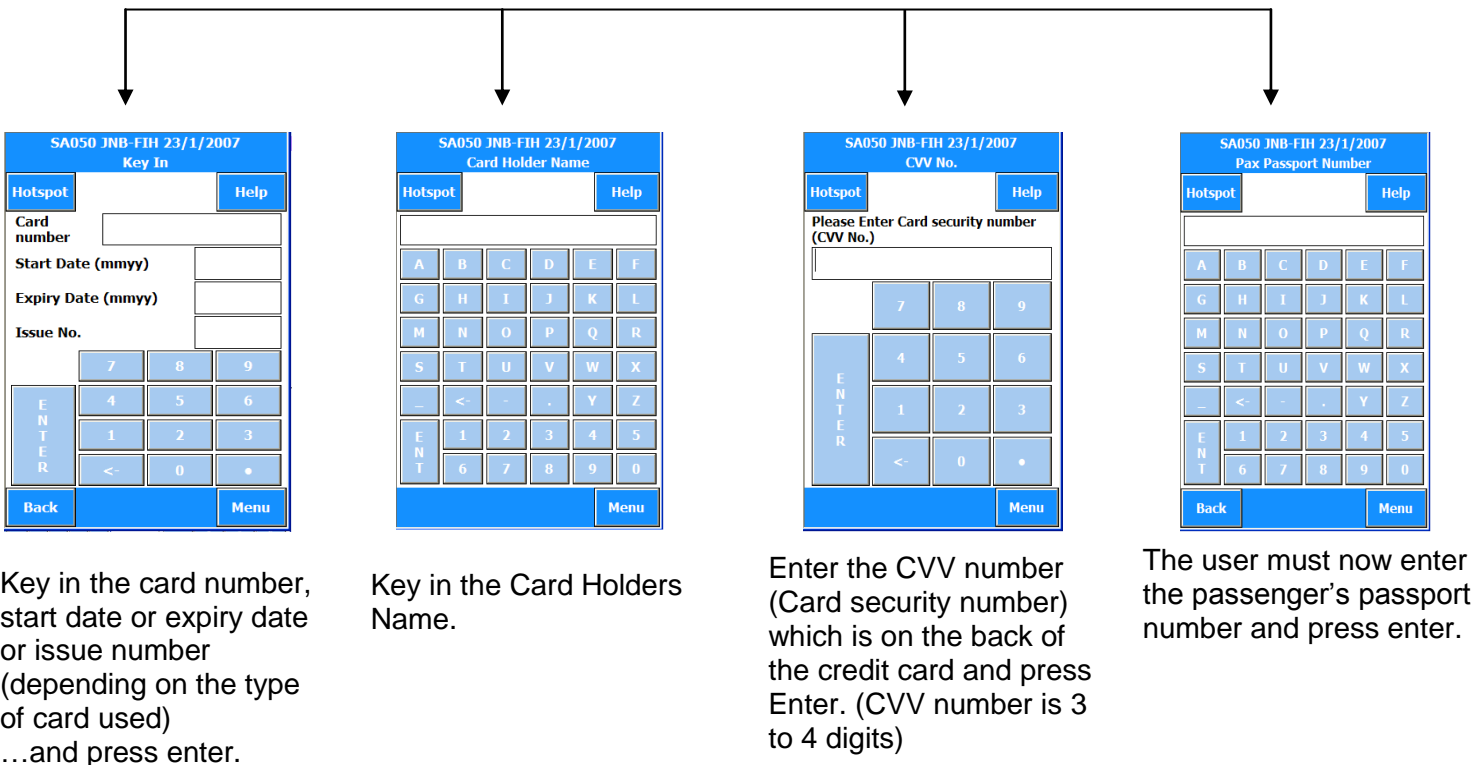 SA050 JNB-FIH 23/1/2007
Key In
Hotspot
Help
Card
number
Start Date (mmyy)
Expiry Date (mmyy)
Issue No.
7 8 9
ENTER
4 5 6
1 2 3
<- 0 •
Back
Menu
Key in the card number,
start date or expiry date
or issue number
(depending on the type
of card used)
…and press enter.
SA050 JNB-FIH 23/1/2007
Card Holder Name
Hotspot
Help
A B C D E F
G H I J K L
M N O P Q R
S T U V W X
_ <- - . Y Z
ENT
1 2 3 4 5
6 7 8 9 0
Menu
Key in the Card Holders
Name.
SA050 JNB-FIH 23/1/2007
CVV No.
Hotspot
Help
Please Enter Card security number
(CVV No.)
7 8 9
ENTER
4 5 6
1 2 3
<- 0 •
Menu
Enter the CVV number
(Card security number)
which is on the back of
the credit card and press
Enter. (CVV number is 3
to 4 digits)
SA050 JNB-FIH 23/1/2007
Pax Passport Number
Hotspot
Help
A B C D E F
G H I J K L
M N O P Q R
S T U V W X
_ <- - . Y Z
ENT
1 2 3 4 5
6 7 8 9 0
Back
Menu
The user must now enter
the passenger’s passport
number and press enter.